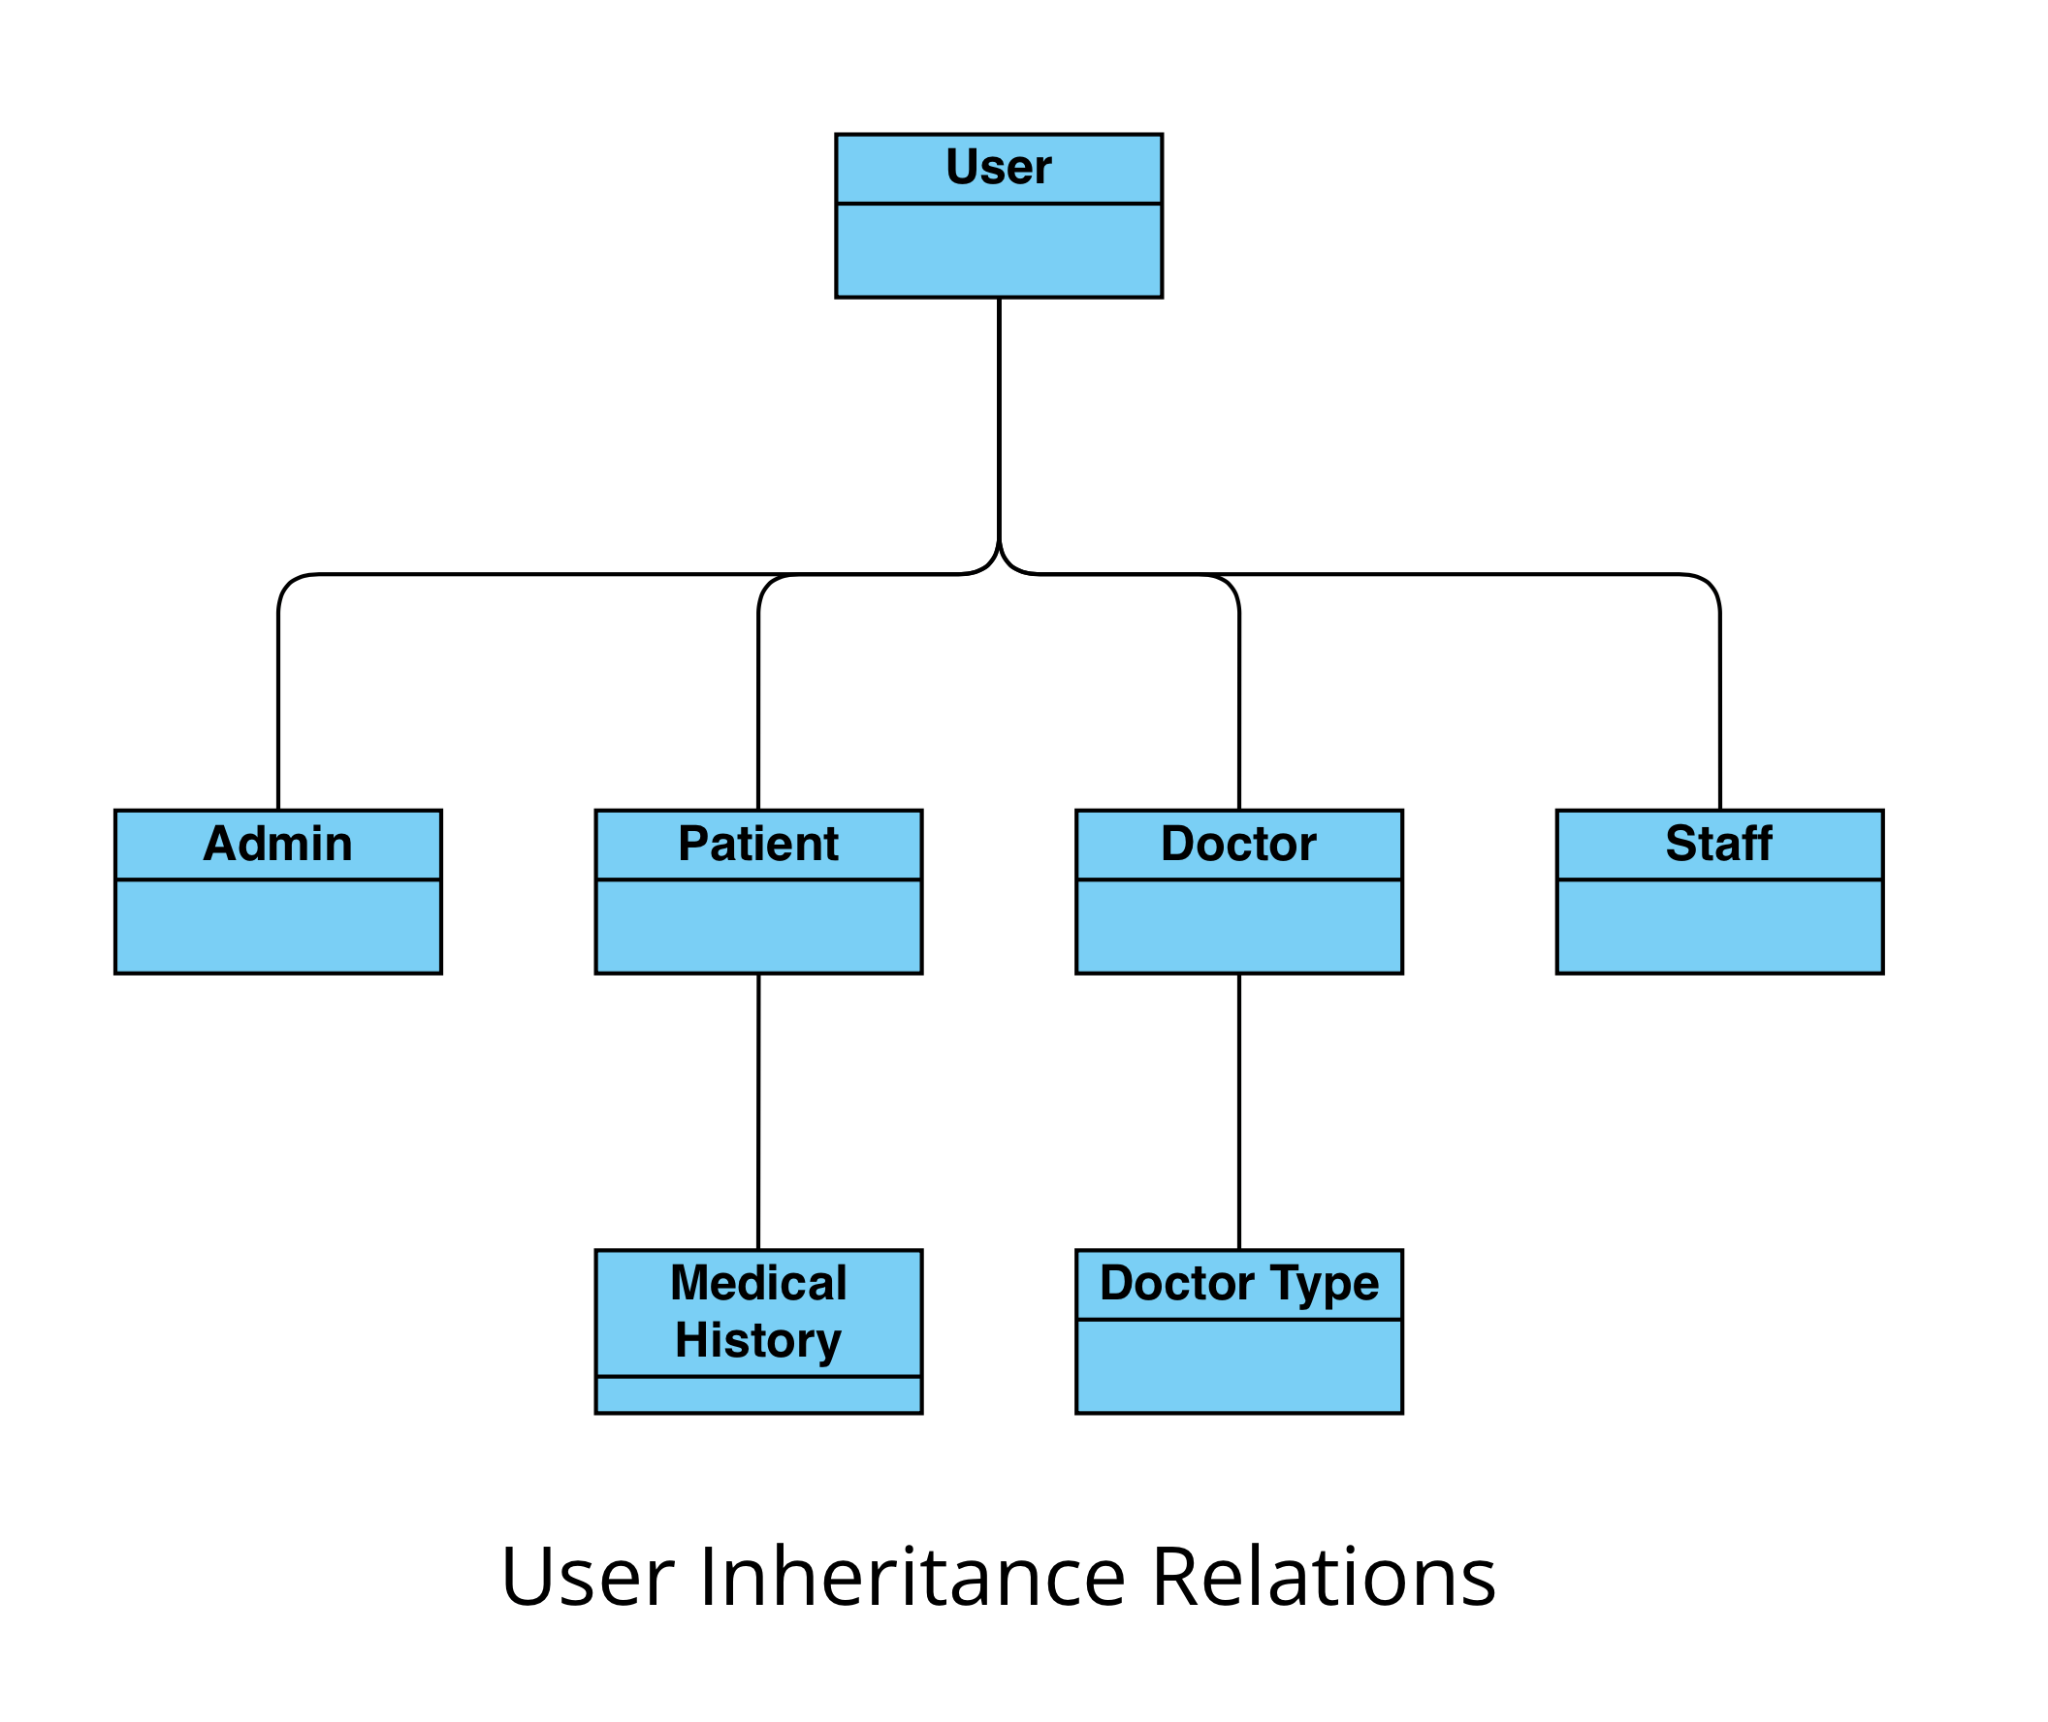 User
Admin
Patient
Doctor
Staff
Medical
History
Doctor Type
User Inheritance Relations